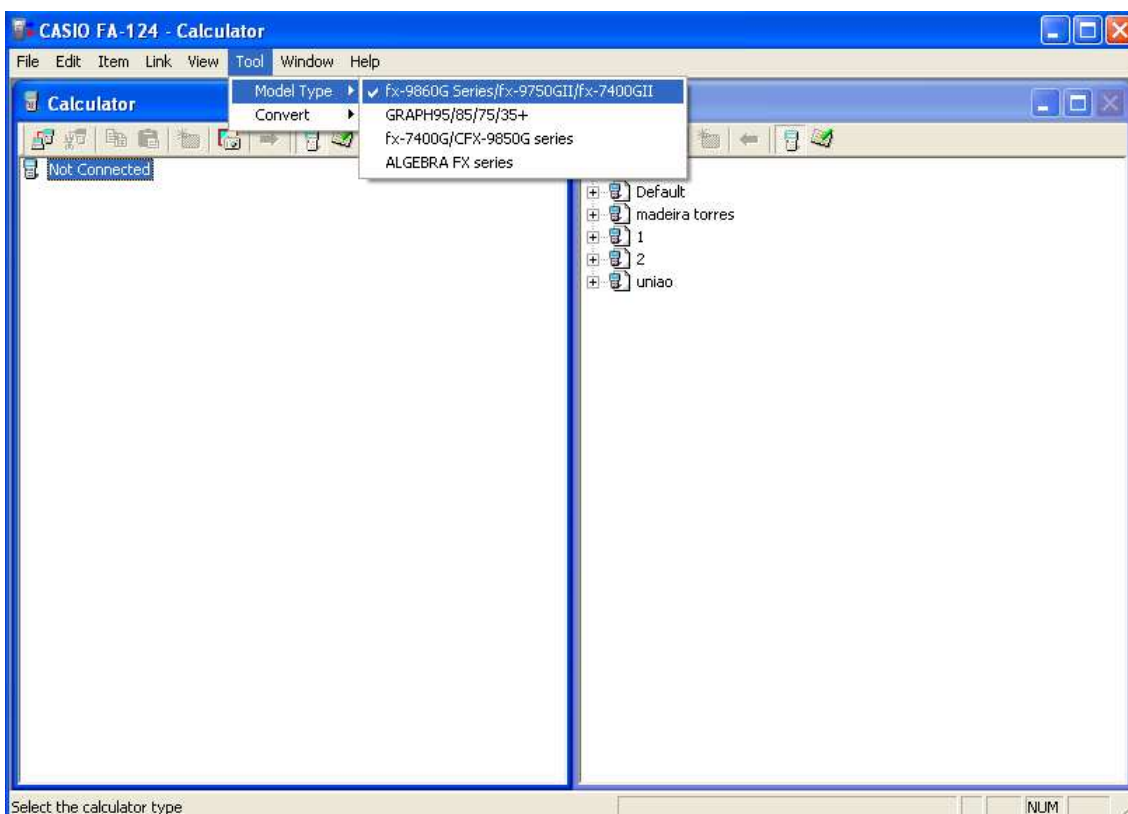 CASIO FA-124 - Calculator
File Edit Item Link View Tool Window Help
Calculator
Model Type
Convert
fx-9860G Series/fx-9750GII/fx-7400GII
GRAPH95/85/75/35+
fx-7400G/CFX-9850G series
ALGEBRA FX series
Not Connected
Default
madeira torres
1
2
uniao
Select the calculator type
NUM